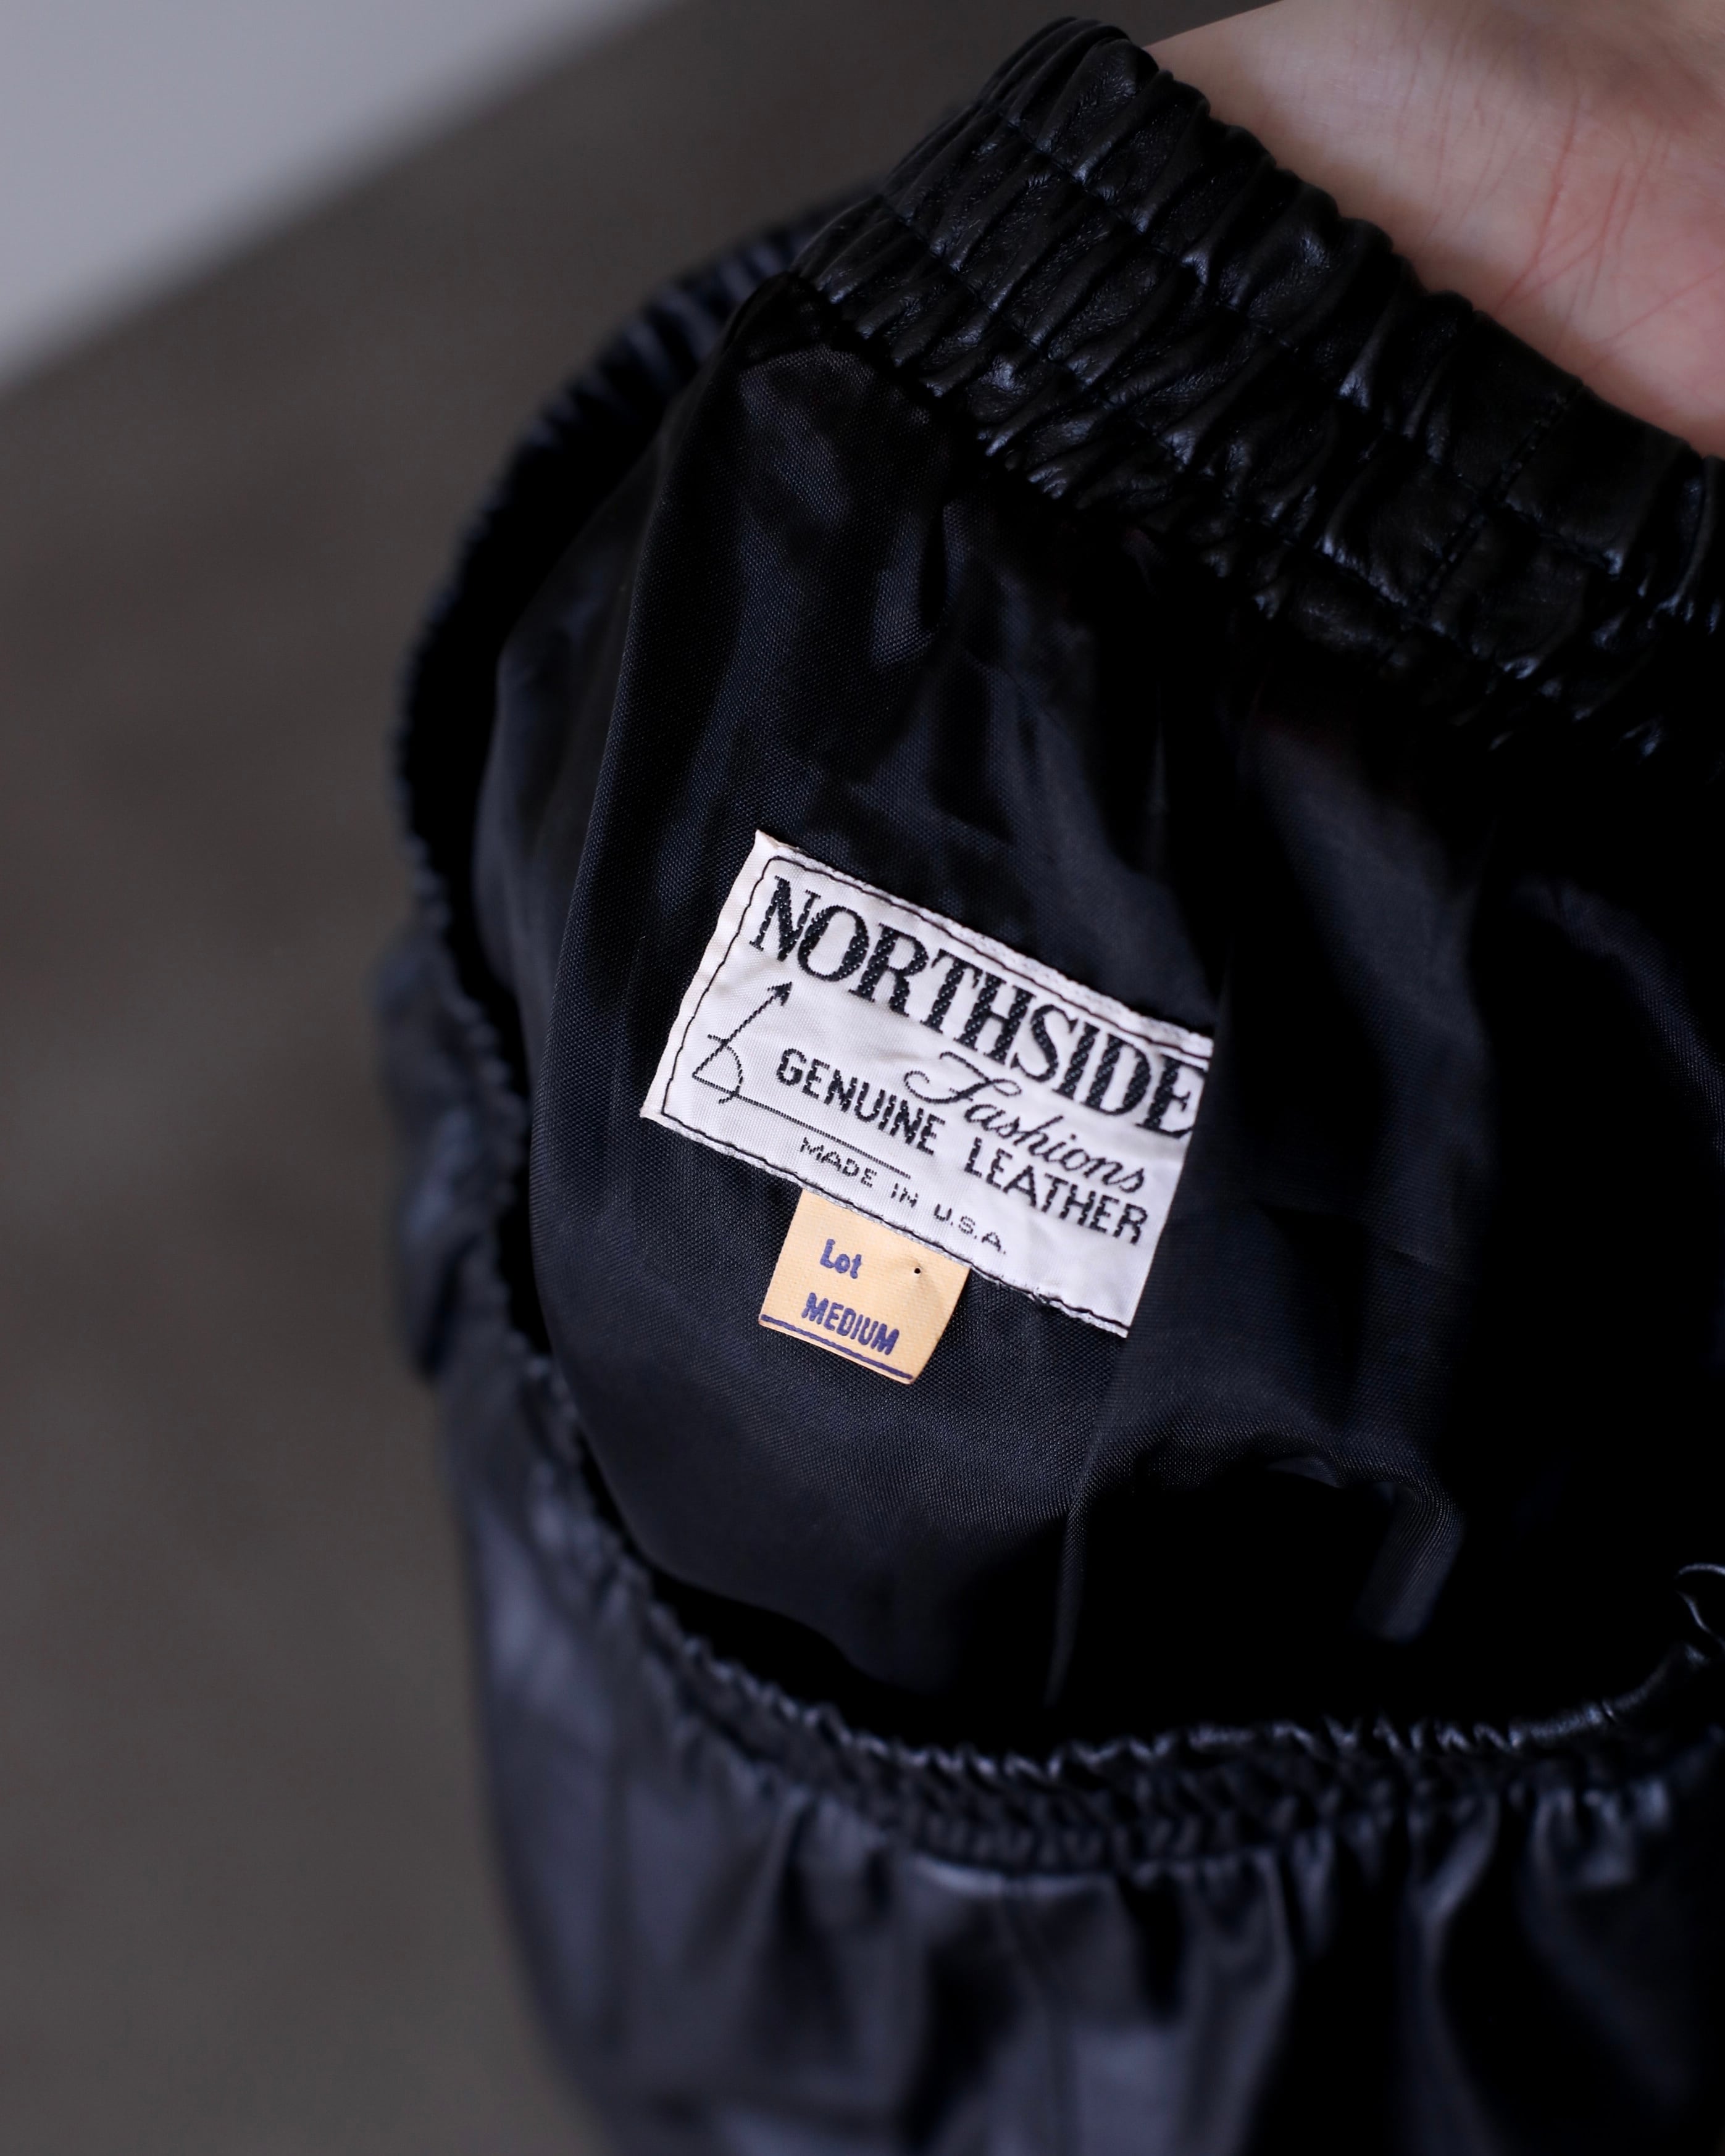 NORTHSIDE
Fashions
GENUINE LEATHER
MADE IN U.S.A.
Lot
MEDIUM